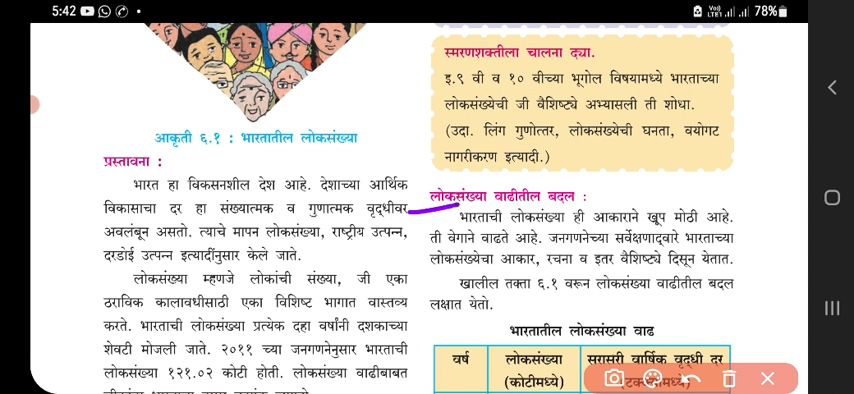 5:42
78%
आकृती ६.१ : भारतातील लोकसंख्या
प्रस्तावना :
भारत हा विकसनशील देश आहे. देशाच्या आर्थिक
विकासाचा दर हा संख्यात्मक व गुणात्मक वृद्धीवर
अवलंबून असतो. त्याचे मापन लोकसंख्या, राष्ट्रीय उत्पन्न,
दरडोई उत्पन्न इत्यादींनुसार केले जाते.
लोकसंख्या म्हणजे लोकांची संख्या, जी एका
ठराविक कालावधीसाठी एका विशिष्ट भागात वास्तव्य
करते. भारताची लोकसंख्या प्रत्येक दहा वर्षांनी दशकाच्या
शेवटी मोजली जाते. २०११ च्या जनगणनेनुसार भारताची
लोकसंख्या १२१.०२ कोटी होती. लोकसंख्या वाढीबाबत
स्मरणशक्तीला चालना द्या.
इ.९ वी व १० वीच्या भूगोल विषयामध्ये भारताच्या
लोकसंख्येची जी वैशिष्ट्ये अभ्यासली ती शोधा.
(उदा. लिंग गुणोत्तर, लोकसंख्येची घनता, वयोगट
नागरीकरण इत्यादी.)
लोकसंख्या वाढीतील बदल :
भारताची लोकसंख्या ही आकाराने खूप मोठी आहे.
ती वेगाने वाढते आहे. जनगणनेच्या सर्वेक्षणाद्वारे भारताच्या
लोकसंख्येचा आकार, रचना व इतर वैशिष्ट्ये दिसून येतात.
खालील तक्ता ६.१ वरून लोकसंख्या वाढीतील बदल
लक्षात येतो.
भारतातील लोकसंख्या वाढ
वर्ष लोकसंख्या सरासरी वार्षिक वृद्धी दर
(कोटीमध्ये)